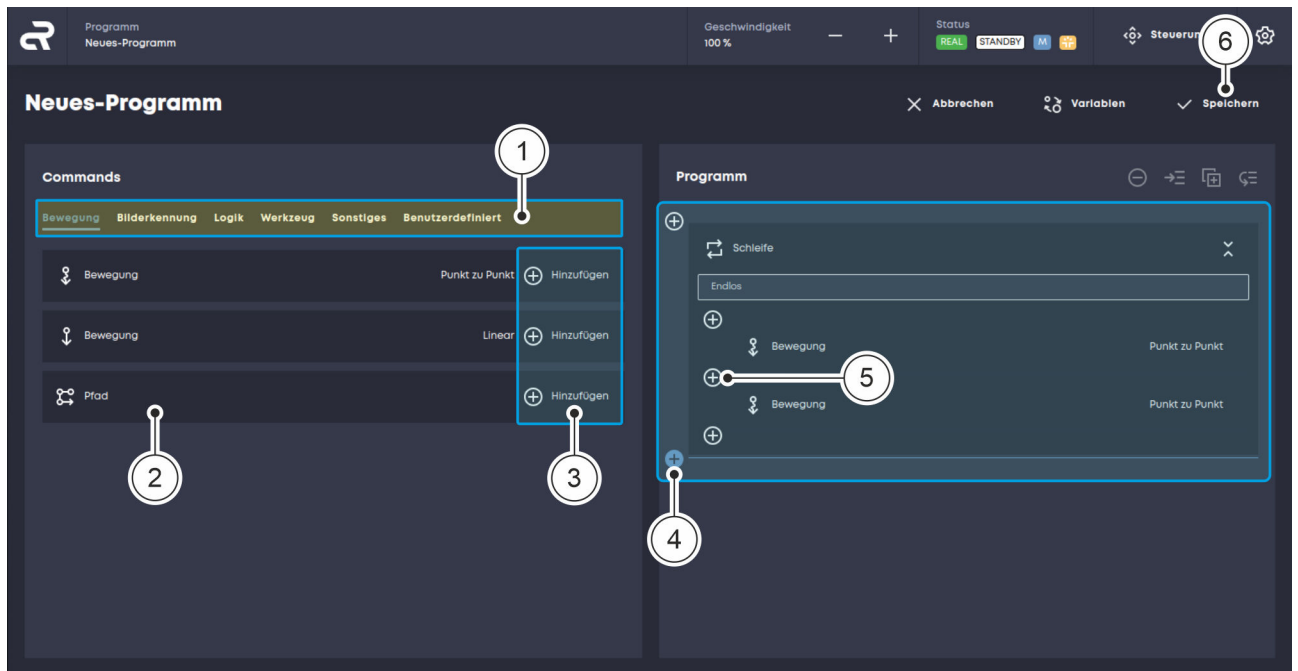 Programm
Neues-Programm
Geschwindigkeit
100 %
Status
REAL STANDBY M
Steuerun
6
Neues-Programm
Abbrechen
Variablen
Speichern
1
Commands
Bewegung Bilderkennung Logik Werkzeug Sonstiges Benutzerdefiniert
Bewegung Punkt zu Punkt Hinzufügen
Bewegung Linear Hinzufügen
Pfad Hinzufügen
2
3
Programm
Schleife
Endlos
Bewegung Punkt zu Punkt
5
Bewegung Punkt zu Punkt
4